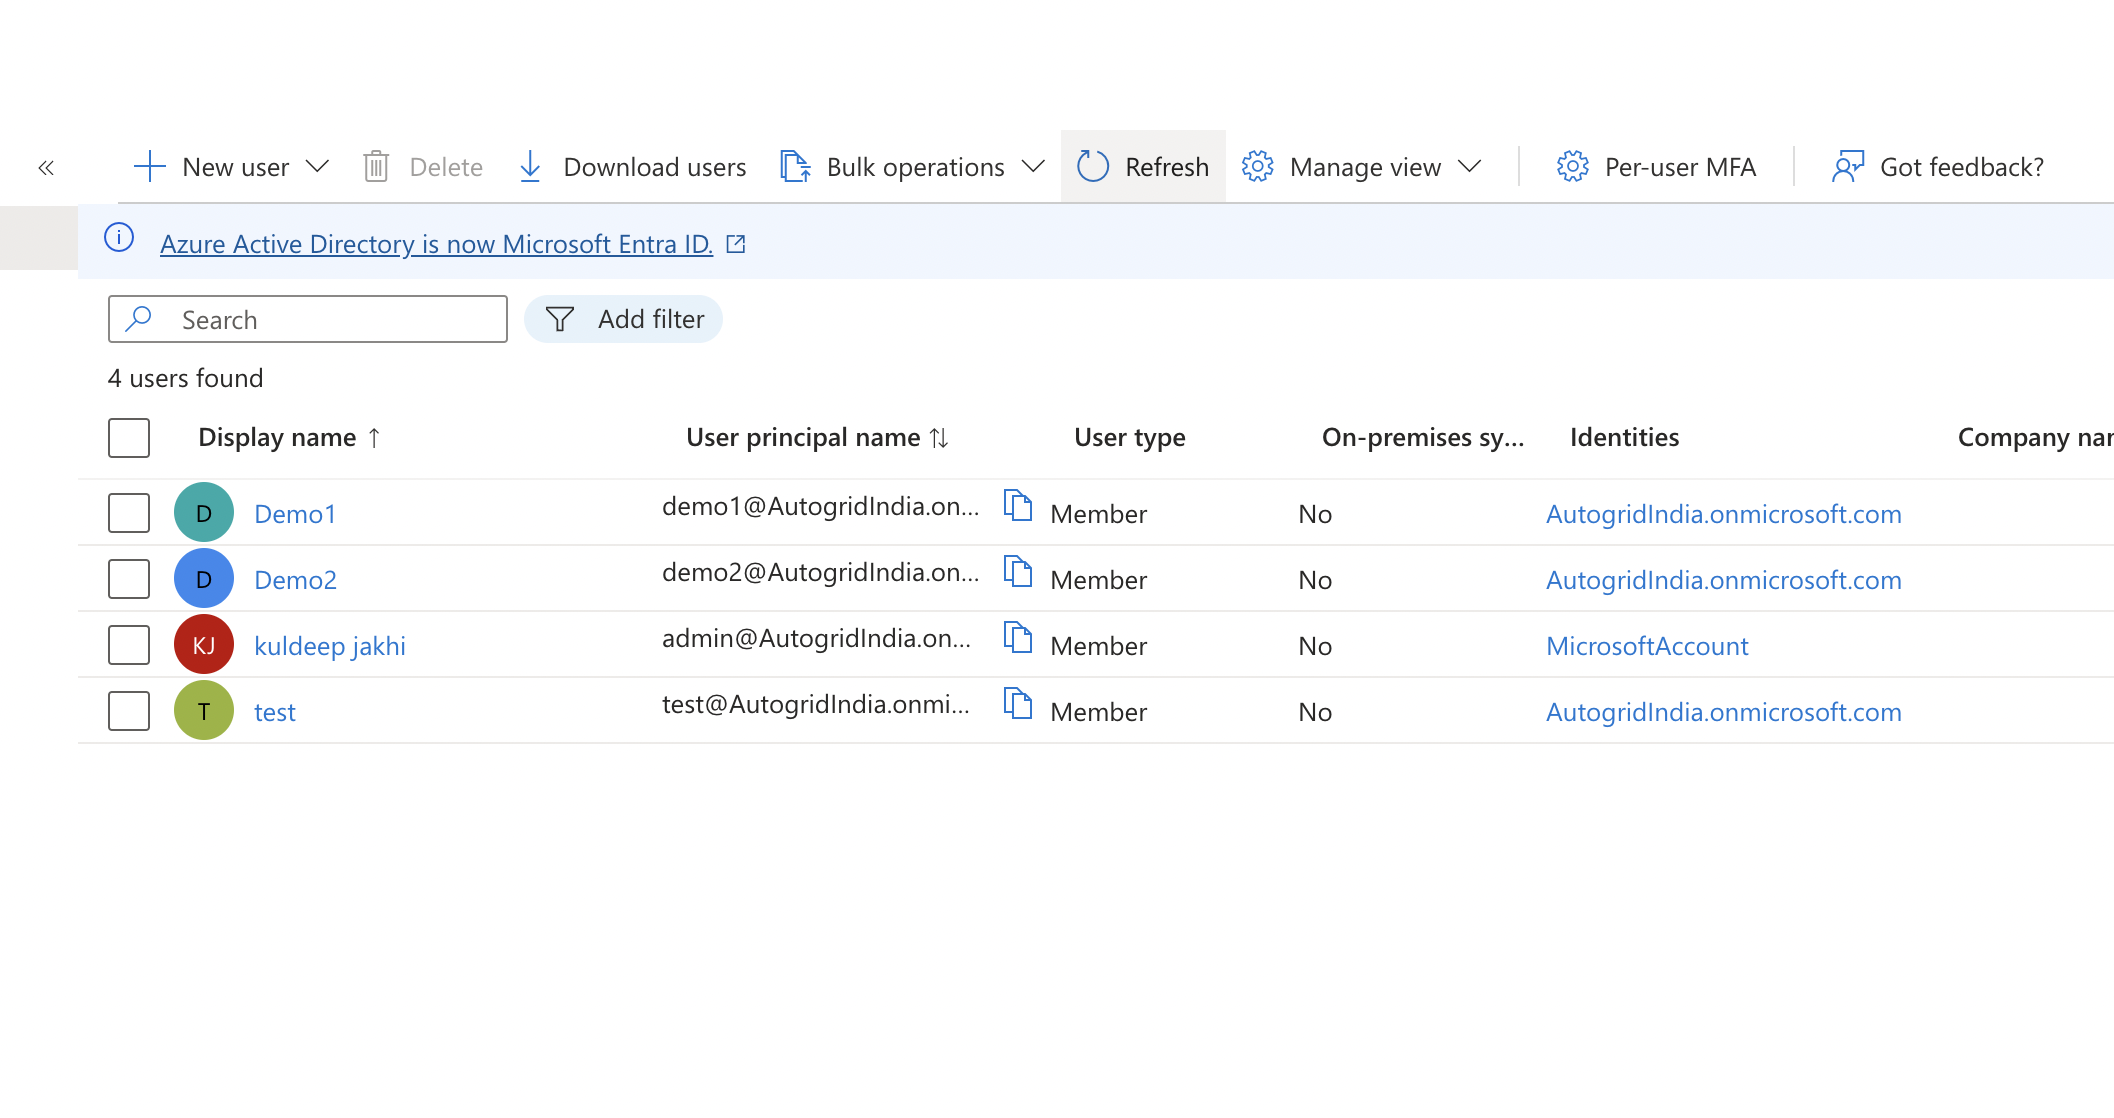 « New user Delete Download users Bulk operations Refresh Manage view Per-user MFA Got feedback?
Azure Active Directory is now Microsoft Entra ID.
Search Add filter
4 users found
Display name ↑ User principal name ↑↓ User type On-premises sy... Identities Company nar
D Demo1 demo1@AutogridIndia.on... Member No AutogridIndia.onmicrosoft.com
D Demo2 demo2@AutogridIndia.on... Member No AutogridIndia.onmicrosoft.com
KJ kuldeep jakhi admin@AutogridIndia.on... Member No MicrosoftAccount
T test test@AutogridIndia.onmi... Member No AutogridIndia.onmicrosoft.com